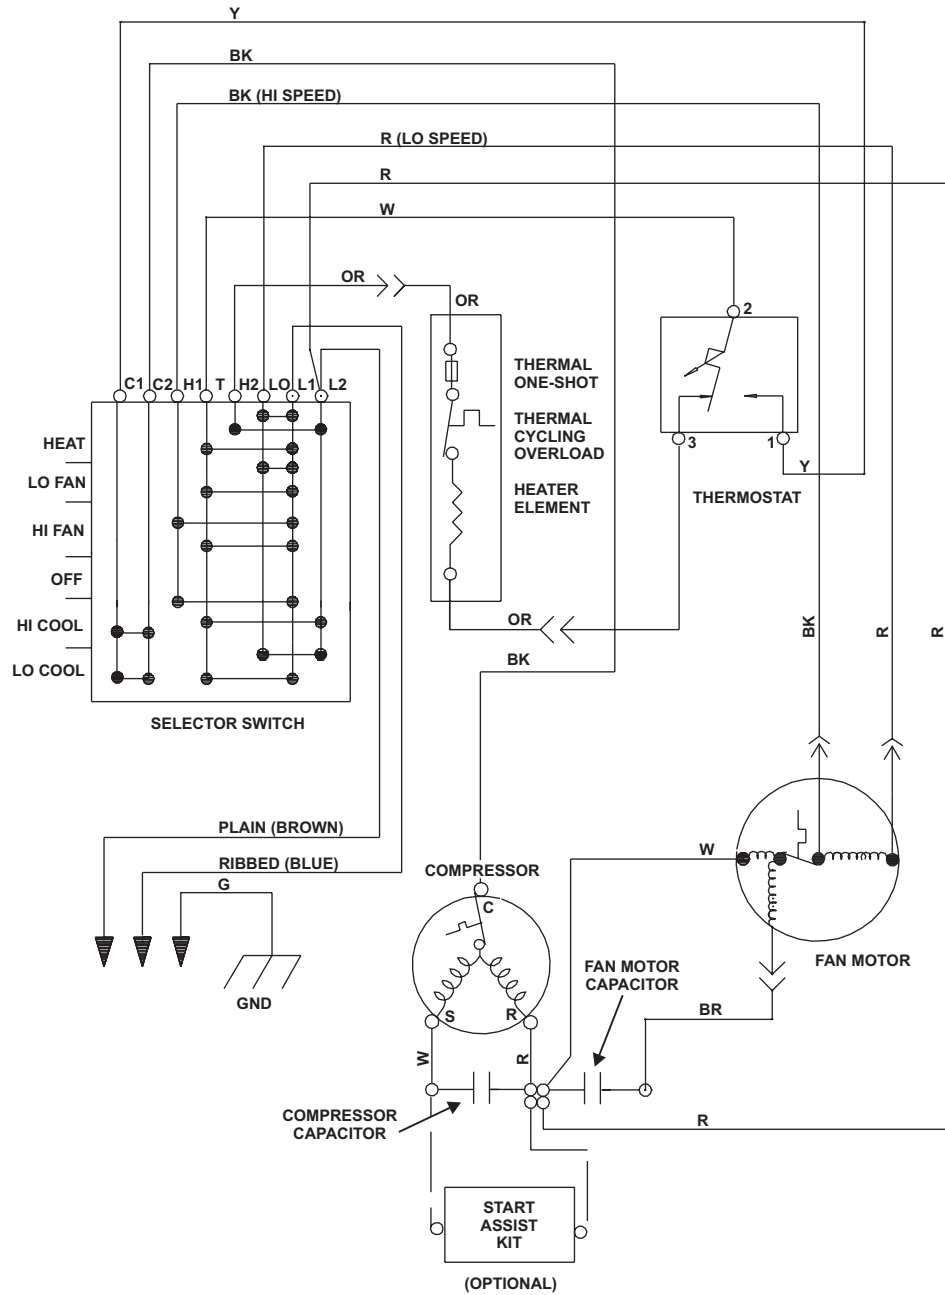 Y
BK
BK (HI SPEED)
R (LO SPEED)
R
W
OR
OR
2
THERMAL
ONE-SHOT
THERMAL
CYCLING
OVERLOAD
HEATER
ELEMENT
C1 C2 H1 T H2 LO L1 L2
HEAT
LO FAN
HI FAN
OFF
HI COOL
LO COOL
SELECTOR SWITCH
3
1
Y
THERMOSTAT
OR
BK
BK
R
R
PLAIN (BROWN)
RIBBED (BLUE)
G
GND
COMPRESSOR
C
S
R
W
FAN MOTOR
FAN MOTOR
CAPACITOR
BR
W
R
COMPRESSOR
CAPACITOR
R
START
ASSIST
KIT
(OPTIONAL)